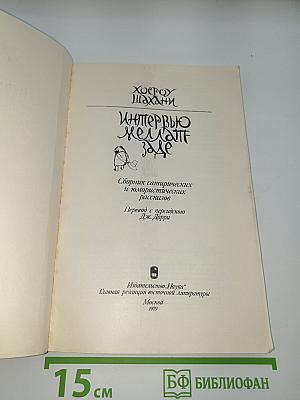 ХОСРОУ
ШАХАНИ
ИНТЕРВЬЮ
МЕЛЛАТ-
ЗАДЕ
Сборник сатирических
и юмористических
рассказов
Перевод с персидского
Дж. Дорри
Издательство „Наука“
Главная редакция восточной литературы
Москва
1979
15 см
БФ БИБЛИОФАН